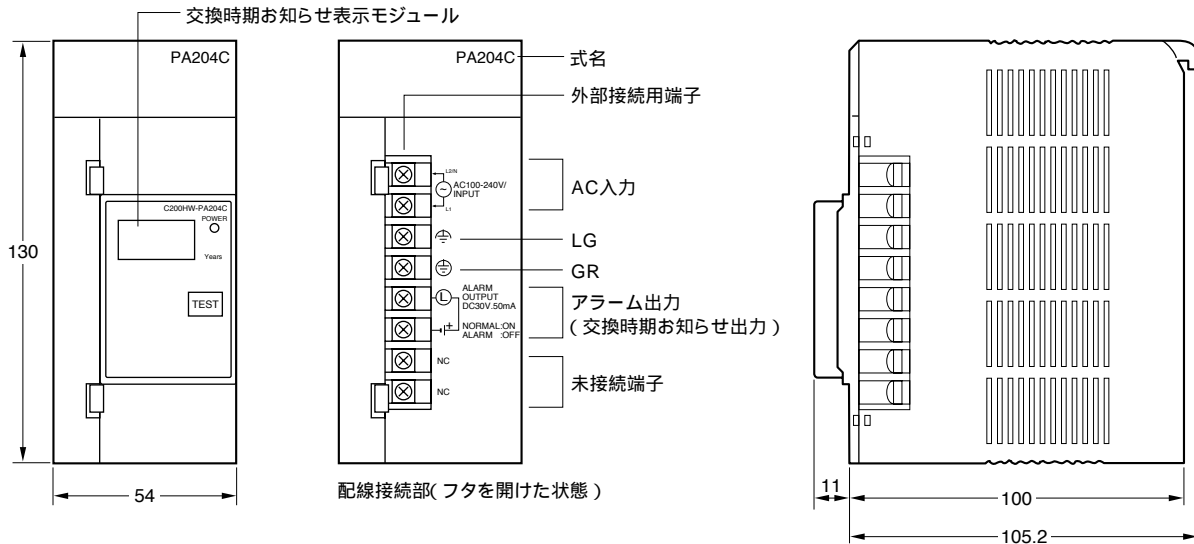 交換時期お知らせ表示モジュール
PA204C
C200HW-PA204C
POWER
Years
TEST
130
54
PA204C
式名
外部接続用端子
L2/N
AC100-240V/
INPUT
L1
AC入力
LG
GR
ALARM
OUTPUT
DC30V.50mA
L
+
NORMAL:ON
ALARM :OFF
アラーム出力
(交換時期お知らせ出力)
NC
NC
未接続端子
配線接続部(フタを開けた状態)
11
100
105.2